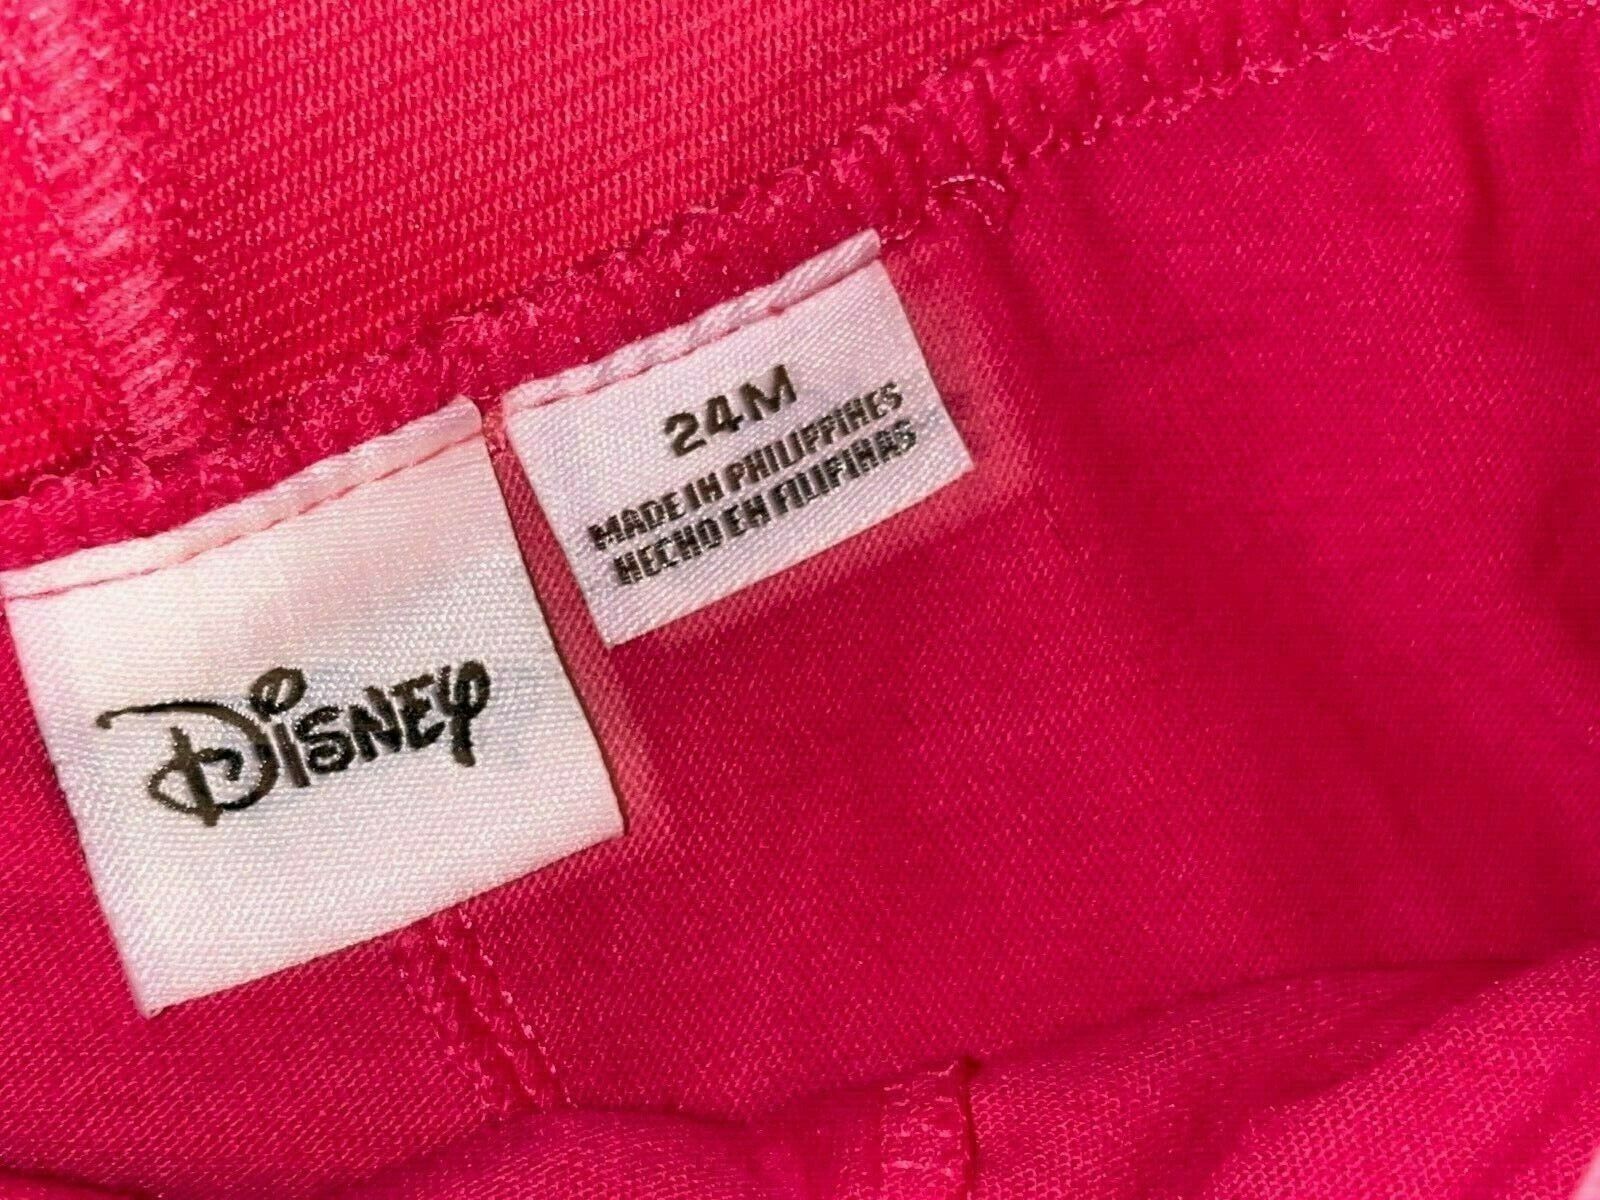 Disney
24M
MADE IN PHILIPPINES
HECHO EN FILIPINAS